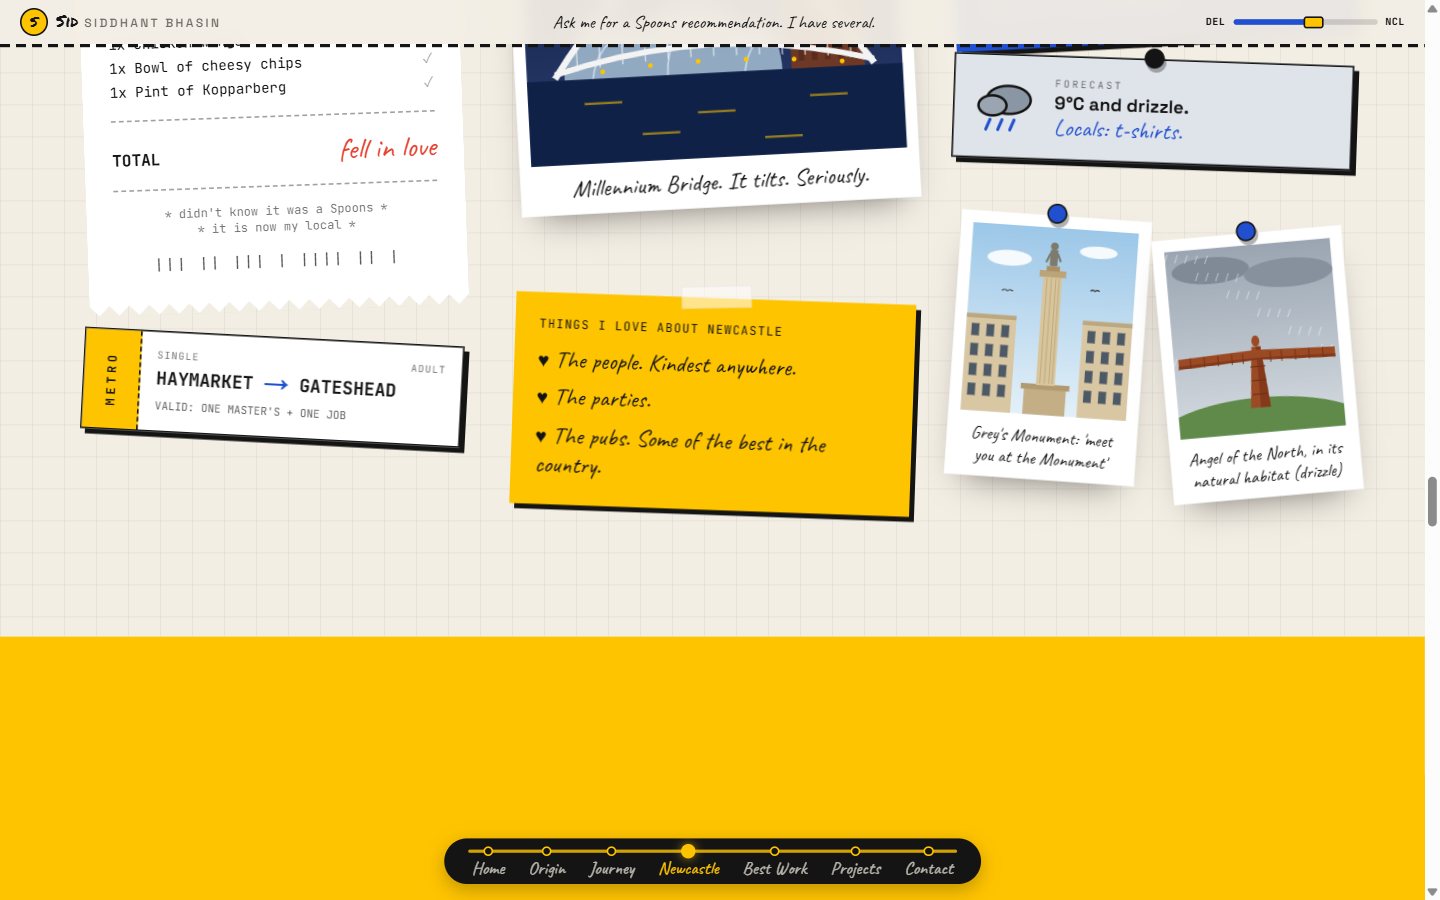 S SID SIDDHANT BHASIN
Ask me for a Spoons recommendation. I have several.
DEL NCL
1x Bowl of cheesy chips ✓
1x Pint of Kopparberg ✓
TOTAL fell in love
* didn't know it was a Spoons *
* it is now my local *
METRO
SINGLE
ADULT
HAYMARKET → GATESHEAD
VALID: ONE MASTER'S + ONE JOB
Millennium Bridge. It tilts. Seriously.
THINGS I LOVE ABOUT NEWCASTLE
♥ The people. Kindest anywhere.
♥ The parties.
♥ The pubs. Some of the best in the
country.
FORECAST
9°C and drizzle.
Locals: t-shirts.
Grey's Monument: 'meet
you at the Monument'
Angel of the North, in its
natural habitat (drizzle)
Home Origin Journey Newcastle Best Work Projects Contact